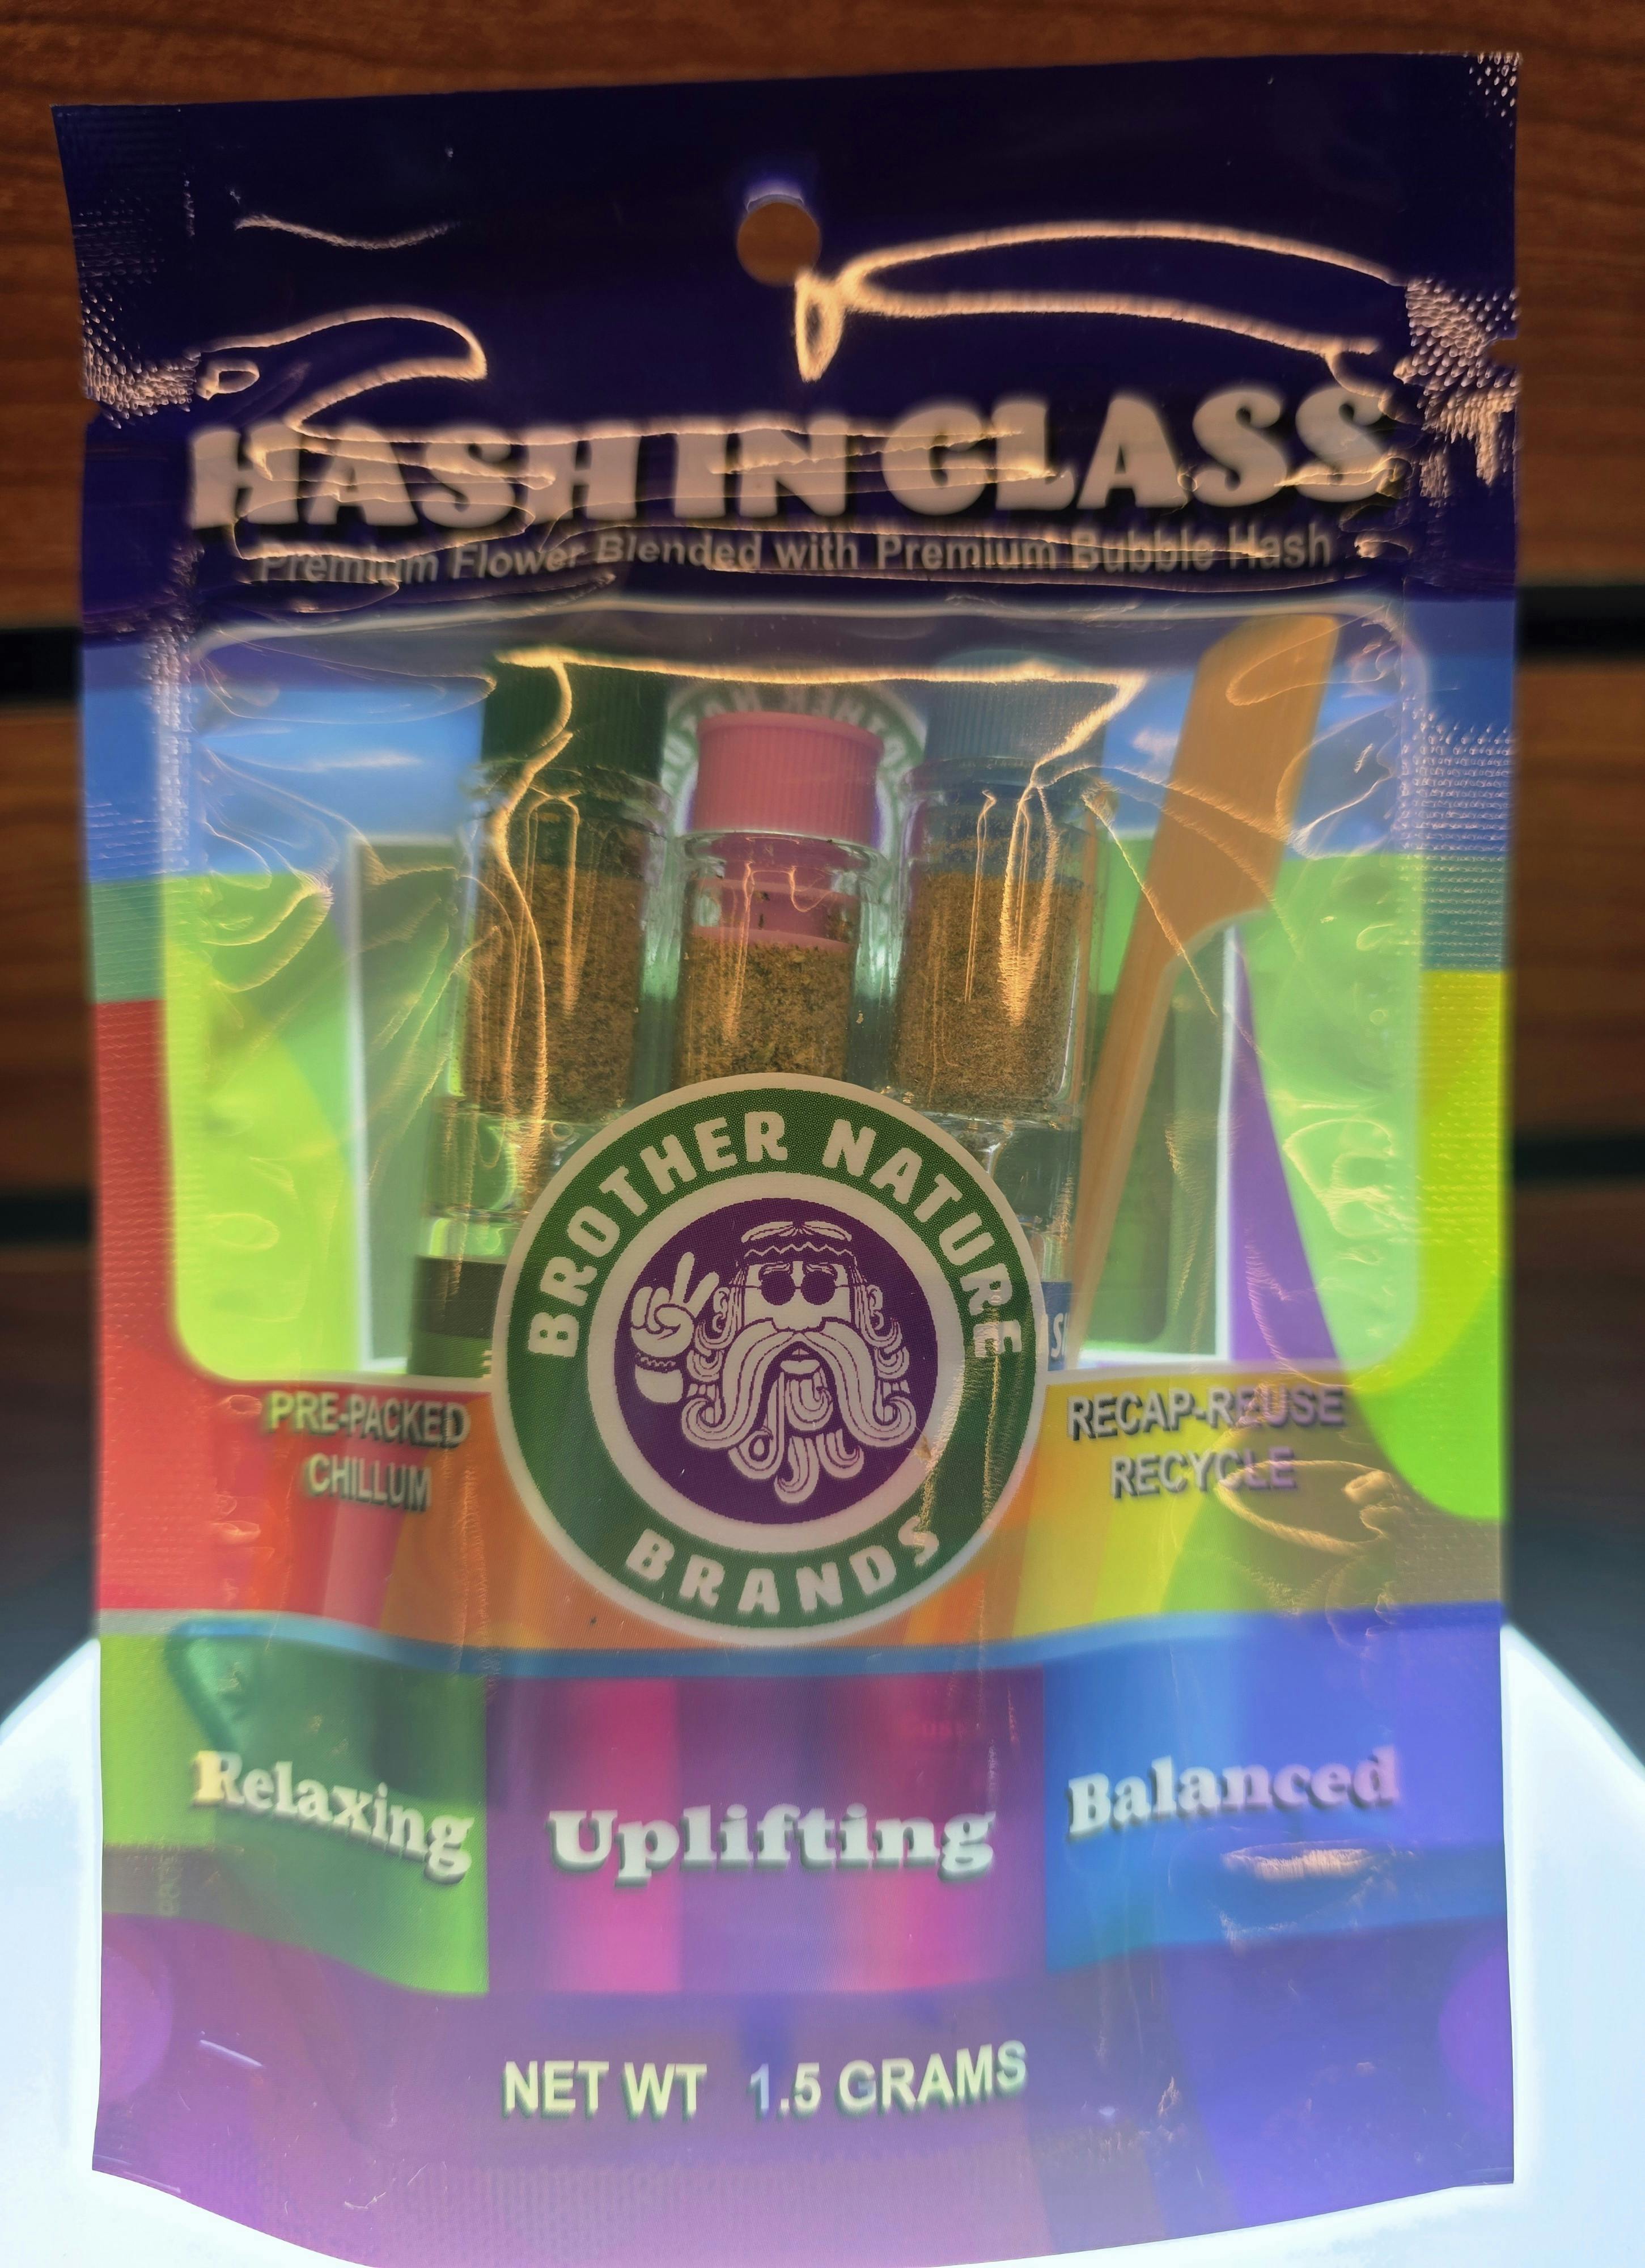 HASH IN GLASS
Premium Flower Blended with Premium Bubble Hash
BROTHER NATURE
BRANDS
PRE-PACKED
CHILLUM
RECAP-REUSE
RECYCLE
Relaxing
Uplifting
Balanced
NET WT 1.5 GRAMS